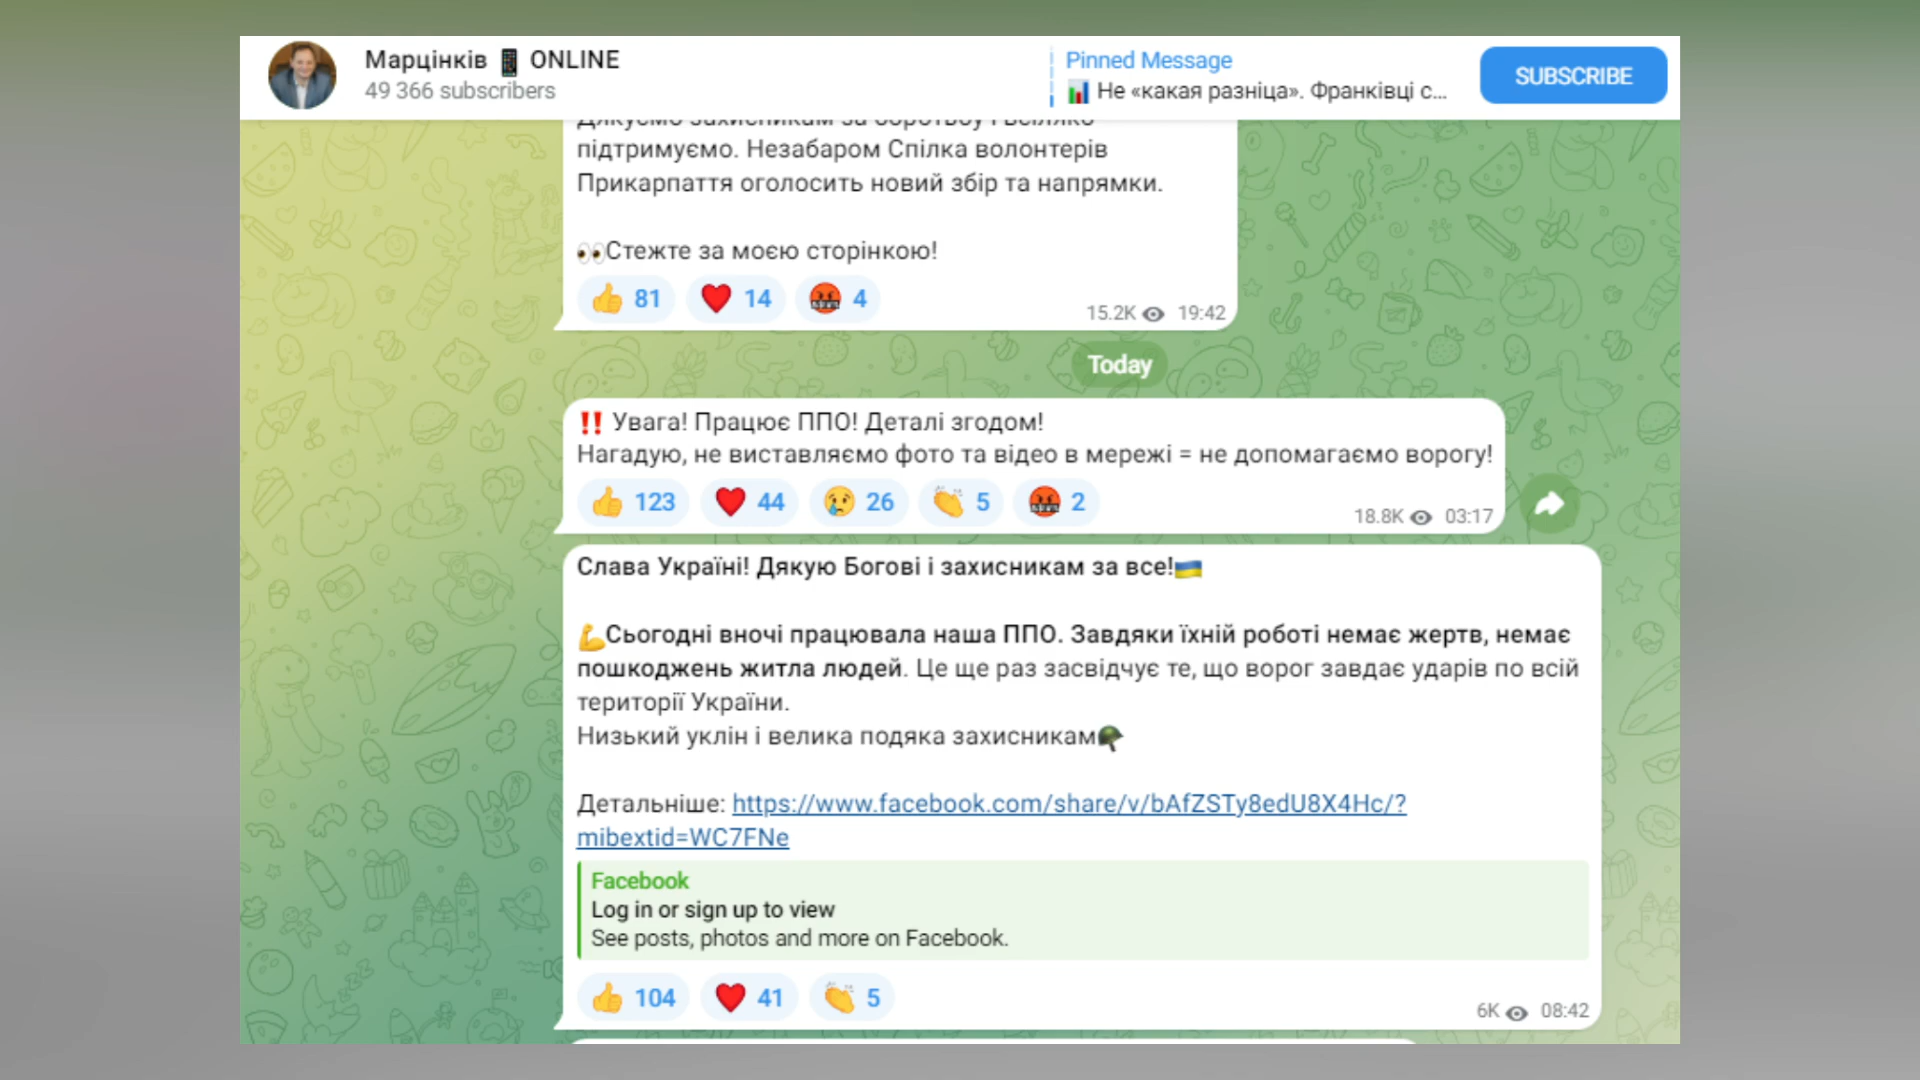 Марцінків 📱 ONLINE
49 366 subscribers
Pinned Message
📊 Не «какая разніца». Франківці с...
SUBSCRIBE
Дякуємо захисникам за боротьбу і всіляко
підтримуємо. Незабаром Спілка волонтерів
Прикарпаття оголосить новий збір та напрямки.
👀Стежте за моєю сторінкою!
👍 81 ❤️ 14 🤬 4
15.2K 19:42
Today
‼️ Увага! Працює ППО! Деталі згодом!
Нагадую, не виставляємо фото та відео в мережі = не допомагаємо ворогу!
👍 123 ❤️ 44 😢 26 👏 5 🤬 2
18.8K 03:17
Слава Україні! Дякую Богові і захисникам за все!🇺🇦
💪Сьогодні вночі працювала наша ППО. Завдяки їхній роботі немає жертв, немає
пошкоджень житла людей. Це ще раз засвідчує те, що ворог завдає ударів по всій
території України.
Низький уклін і велика подяка захисникам🪖
Детальніше: https://www.facebook.com/share/v/bAfZSTy8edU8X4Hc/?
mibextid=WC7FNe
Facebook
Log in or sign up to view
See posts, photos and more on Facebook.
👍 104 ❤️ 41 👏 5
6K 08:42